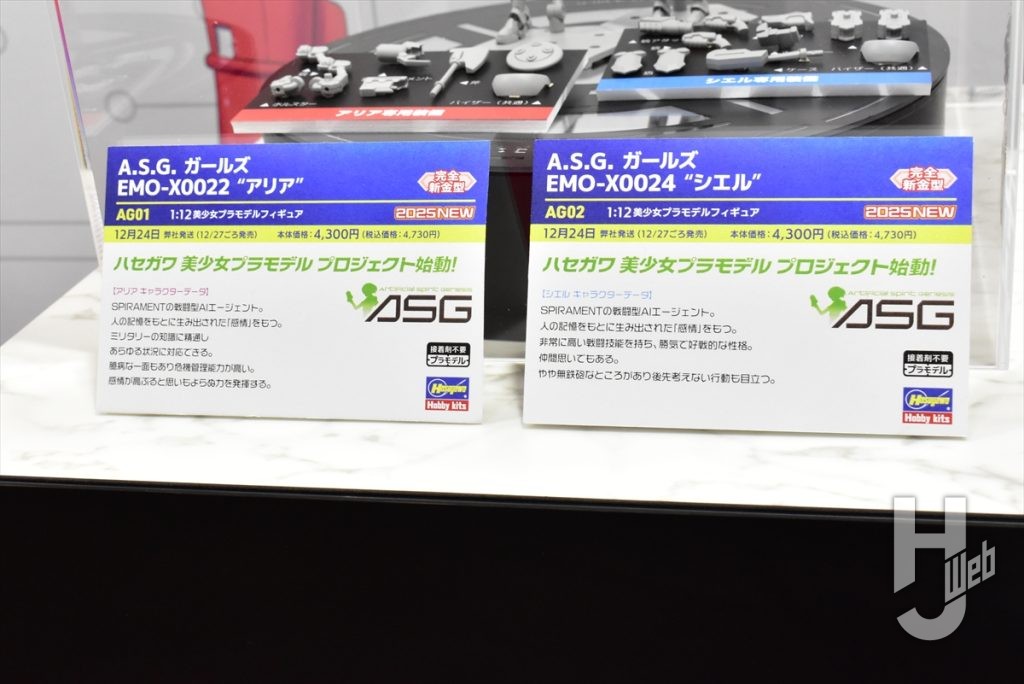 ホルスター
バイザー（共通）▲
アリア専用装備
ケース
バイザー（共通）▲
シエル専用装備
A.S.G. ガールズ
EMO-X0022 “アリア”
完全
新金型
AG01 1:12美少女プラモデルフィギュア 2025NEW
12月24日 弊社発送（12/27ごろ発売） 本体価格：4,300円（税込価格：4,730円）
ハセガワ 美少女プラモデル プロジェクト始動!
【アリア キャラクターデータ】
SPIRAMENTの戦闘型AIエージェント。
人の記憶をもとに生み出された「感情」をもつ。
ミリタリーの知識に精通し
あらゆる状況に対応できる。
臆病な一面もあり危機管理能力が高い。
感情が高ぶると思いもよらぬ力を発揮する。
Artificial Spirit Genesis
ASG
接着剤不要
プラモデル
Hasegawa
Hobby kits
A.S.G. ガールズ
EMO-X0024 “シエル”
完全
新金型
AG02 1:12美少女プラモデルフィギュア 2025NEW
12月24日 弊社発送（12/27ごろ発売） 本体価格：4,300円（税込価格：4,730円）
ハセガワ 美少女プラモデル プロジェクト始動!
【シエル キャラクターデータ】
SPIRAMENTの戦闘型AIエージェント。
人の記憶をもとに生み出された「感情」をもつ。
非常に高い戦闘技能を持ち、勝気で好戦的な性格。
仲間思いでもある。
やや無鉄砲なところがあり後先考えない行動も目立つ。
Artificial Spirit Genesis
ASG
接着剤不要
プラモデル
Hasegawa
Hobby kits
HJ Web